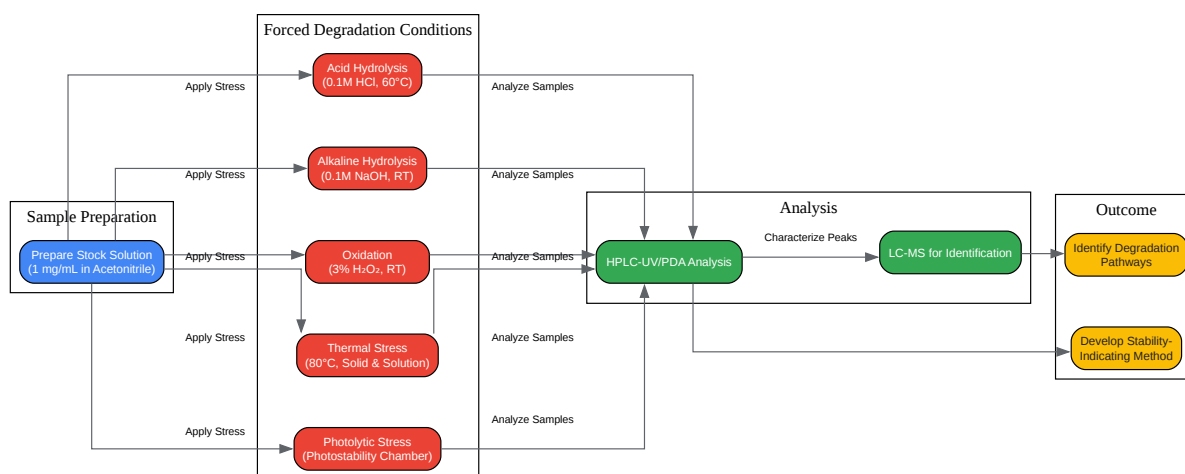 Forced Degradation Conditions
Apply Stress
Acid Hydrolysis
(0.1M HCl, 60°C)
Analyze Samples
Apply Stress
Alkaline Hydrolysis
(0.1M NaOH, RT)
Analyze Samples
Sample Preparation
Prepare Stock Solution
(1 mg/mL in Acetonitrile)
Apply Stress
Oxidation
(3% H₂O₂, RT)
Analyze Samples
Apply Stress
Thermal Stress
(80°C, Solid & Solution)
Analyze Samples
Apply Stress
Photolytic Stress
(Photostability Chamber)
Analyze Samples
Analysis
HPLC-UV/PDA Analysis
Characterize Peaks
LC-MS for Identification
Outcome
Identify Degradation
Pathways
Develop Stability-
Indicating Method